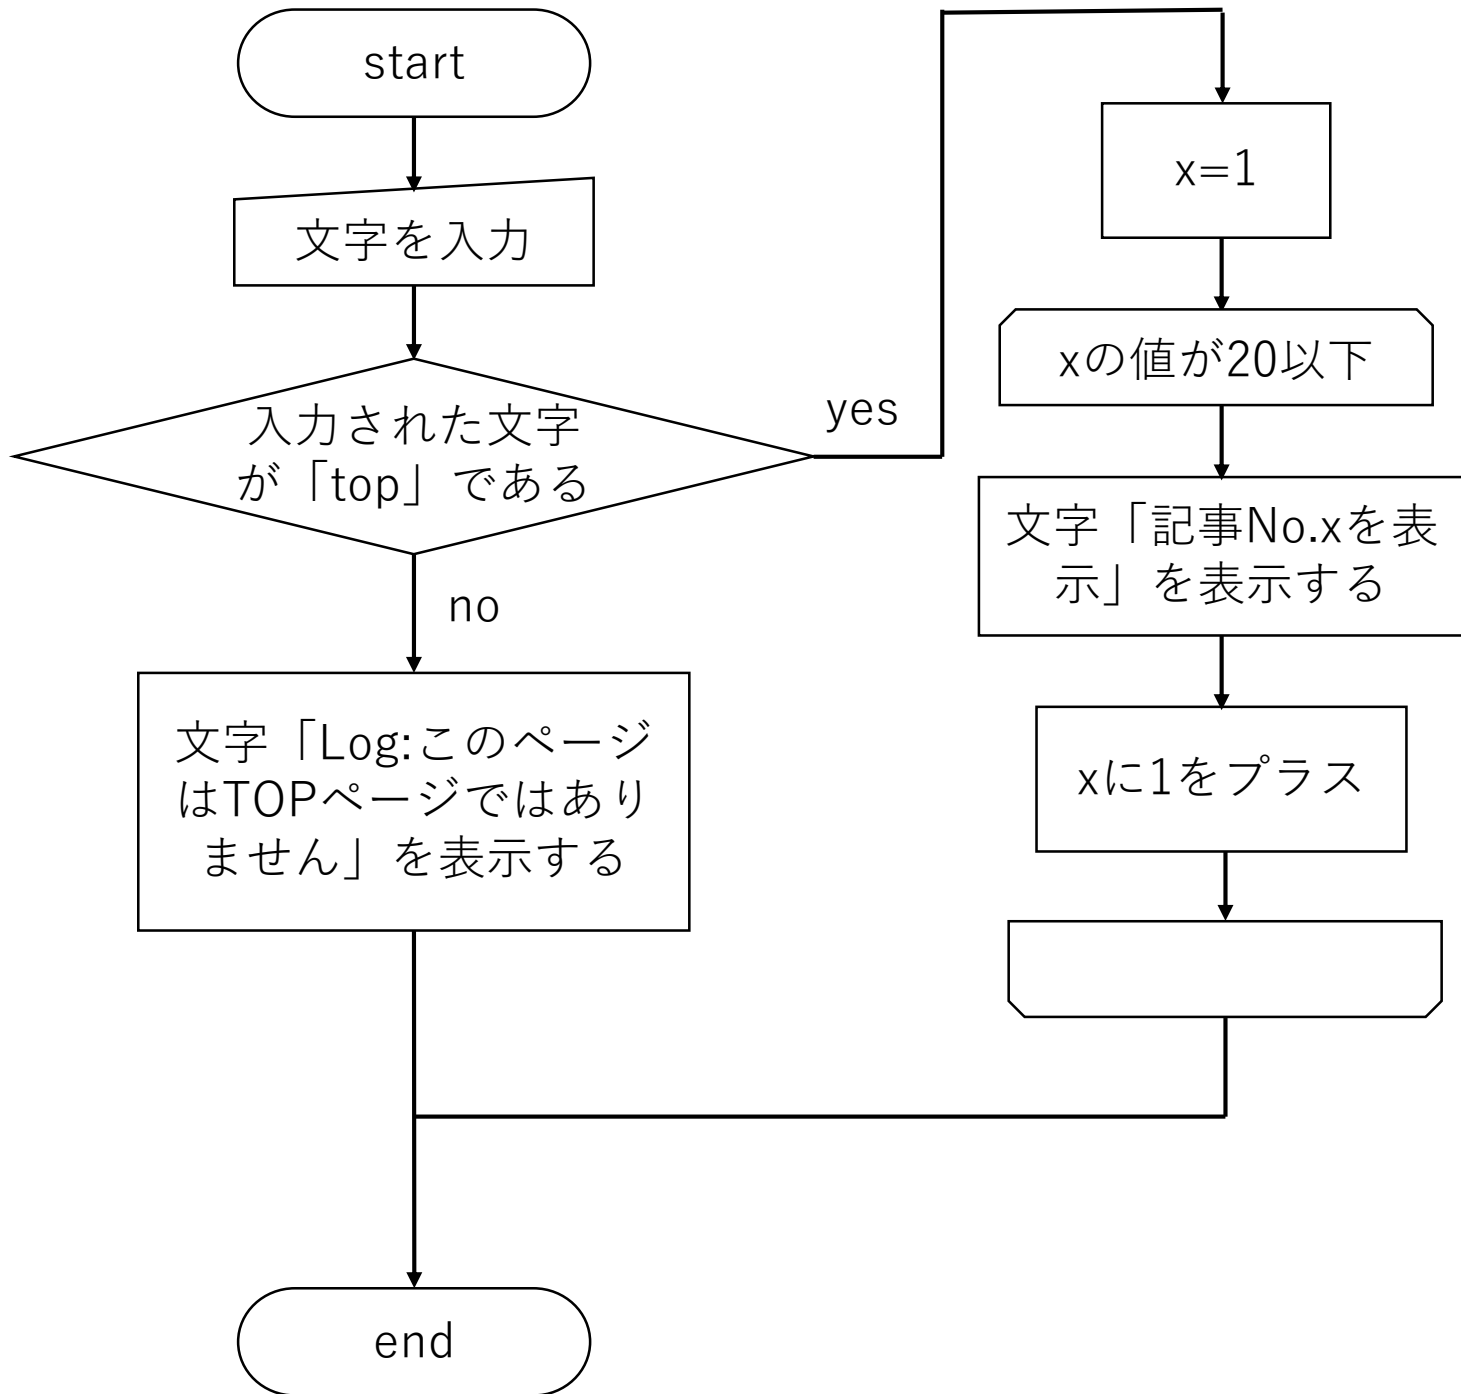 start
文字を入力
入力された文字
が「top」である
yes
no
文字「Log:このページ
はTOPページではあり
ません」を表示する
x=1
xの値が20以下
文字「記事No.xを表
示」を表示する
xに1をプラス
end